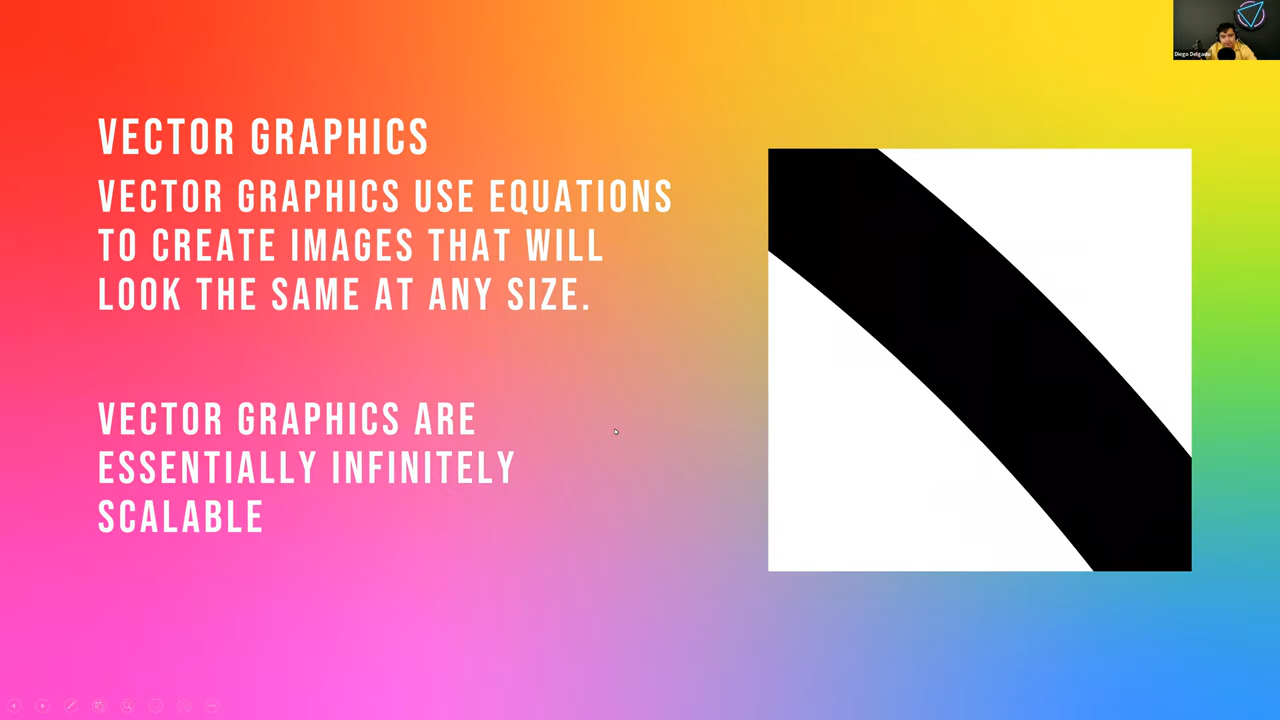 Diego Delgado
VECTOR GRAPHICS
VECTOR GRAPHICS USE EQUATIONS
TO CREATE IMAGES THAT WILL
LOOK THE SAME AT ANY SIZE.
VECTOR GRAPHICS ARE
ESSENTIALLY INFINITELY
SCALABLE